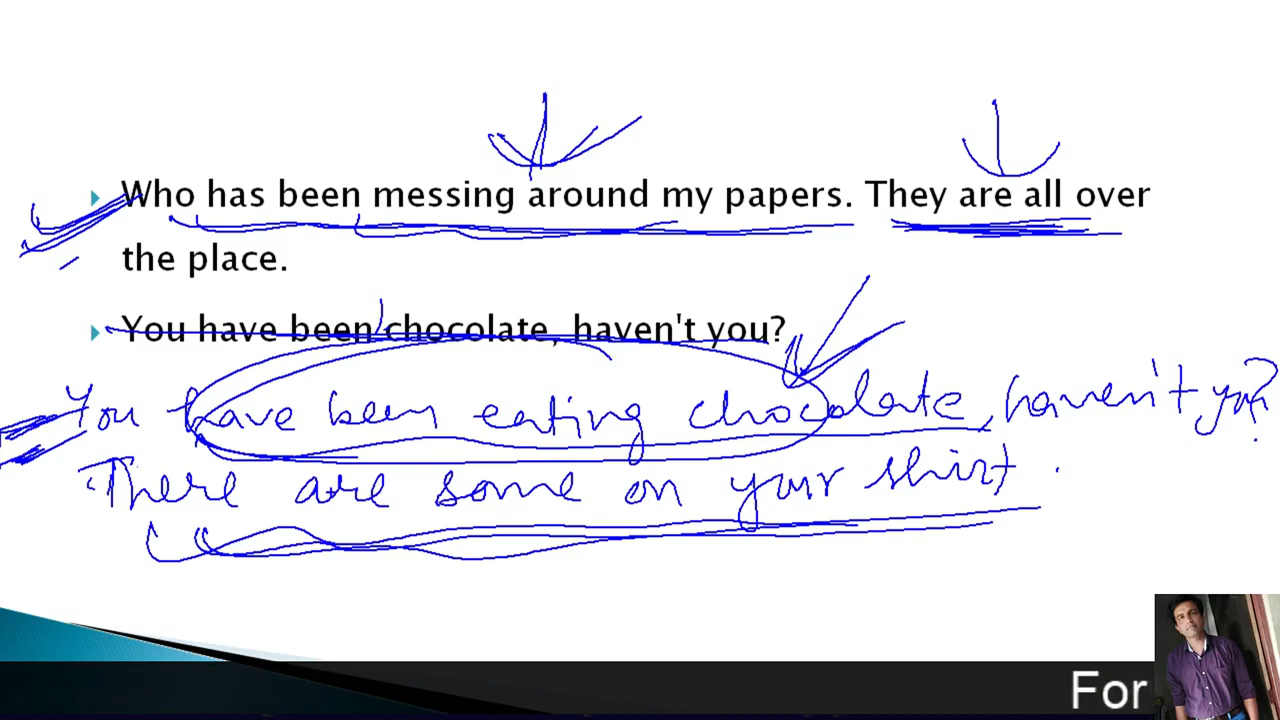 Who has been messing around my papers. They are all over
the place.
You have been chocolate, haven't you?
You have been eating chocolate, haven't you?
There are some on your shirt.
For